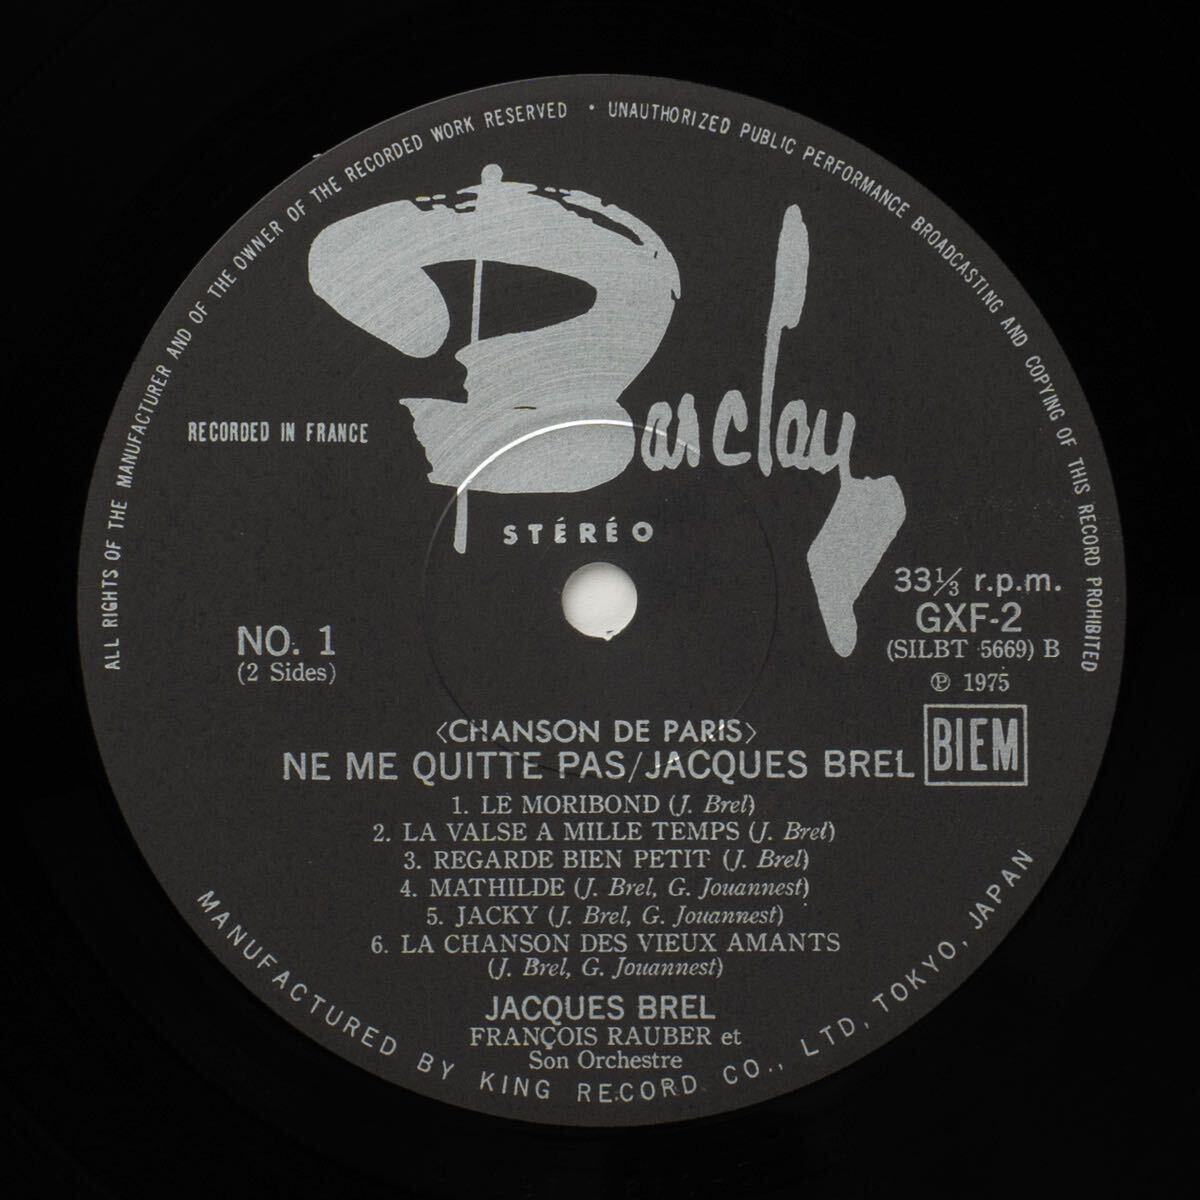 ALL RIGHTS OF THE MANUFACTURER AND OF THE OWNER OF THE RECORDED WORK RESERVED • UNAUTHORIZED PUBLIC PERFORMANCE BROADCASTING AND COPYING OF THIS RECORD PROHIBITED
Barclay
RECORDED IN FRANCE
STÉRÉO
NO. 1
(2 Sides)
33⅓ r.p.m.
GXF-2
(SILBT 5669) B
℗ 1975
BIEM
〈CHANSON DE PARIS〉
NE ME QUITTE PAS/JACQUES BREL
1. LE MORIBOND (J. Brel)
2. LA VALSE A MILLE TEMPS (J. Brel)
3. REGARDE BIEN PETIT (J. Brel)
4. MATHILDE (J. Brel, G. Jouannest)
5. JACKY (J. Brel, G. Jouannest)
6. LA CHANSON DES VIEUX AMANTS
(J. Brel, G. Jouannest)
JACQUES BREL
FRANÇOIS RAUBER et
Son Orchestre
MANUFACTURED BY KING RECORD CO., LTD, TOKYO, JAPAN